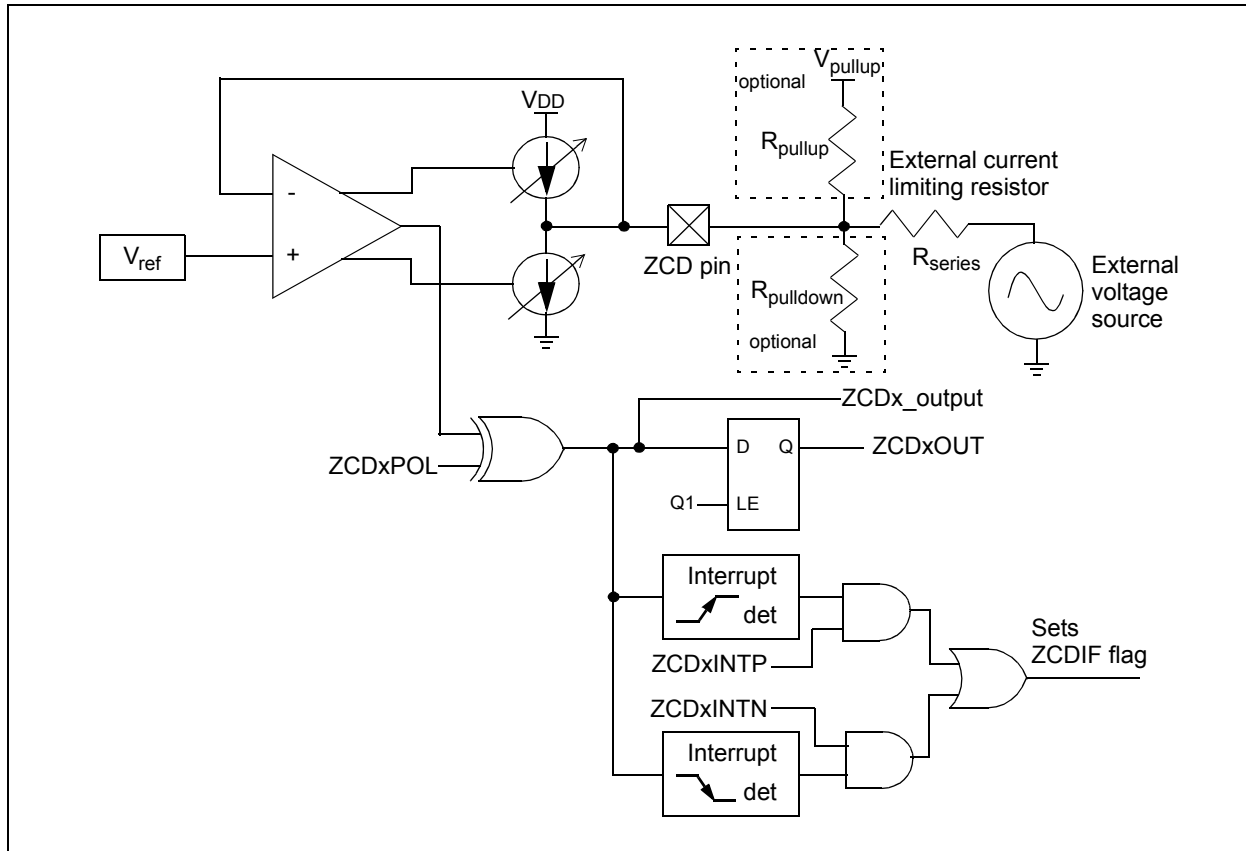 optional
Vpullup
VDD
Rpullup
External current
limiting resistor
-
+
Vref
ZCD pin
Rseries
Rpulldown
optional
External
voltage
source
ZCDx_output
ZCDxPOL
D
Q
ZCDxOUT
Q1
LE
Interrupt
det
ZCDxINTP
Sets
ZCDIF flag
ZCDxINTN
Interrupt
det